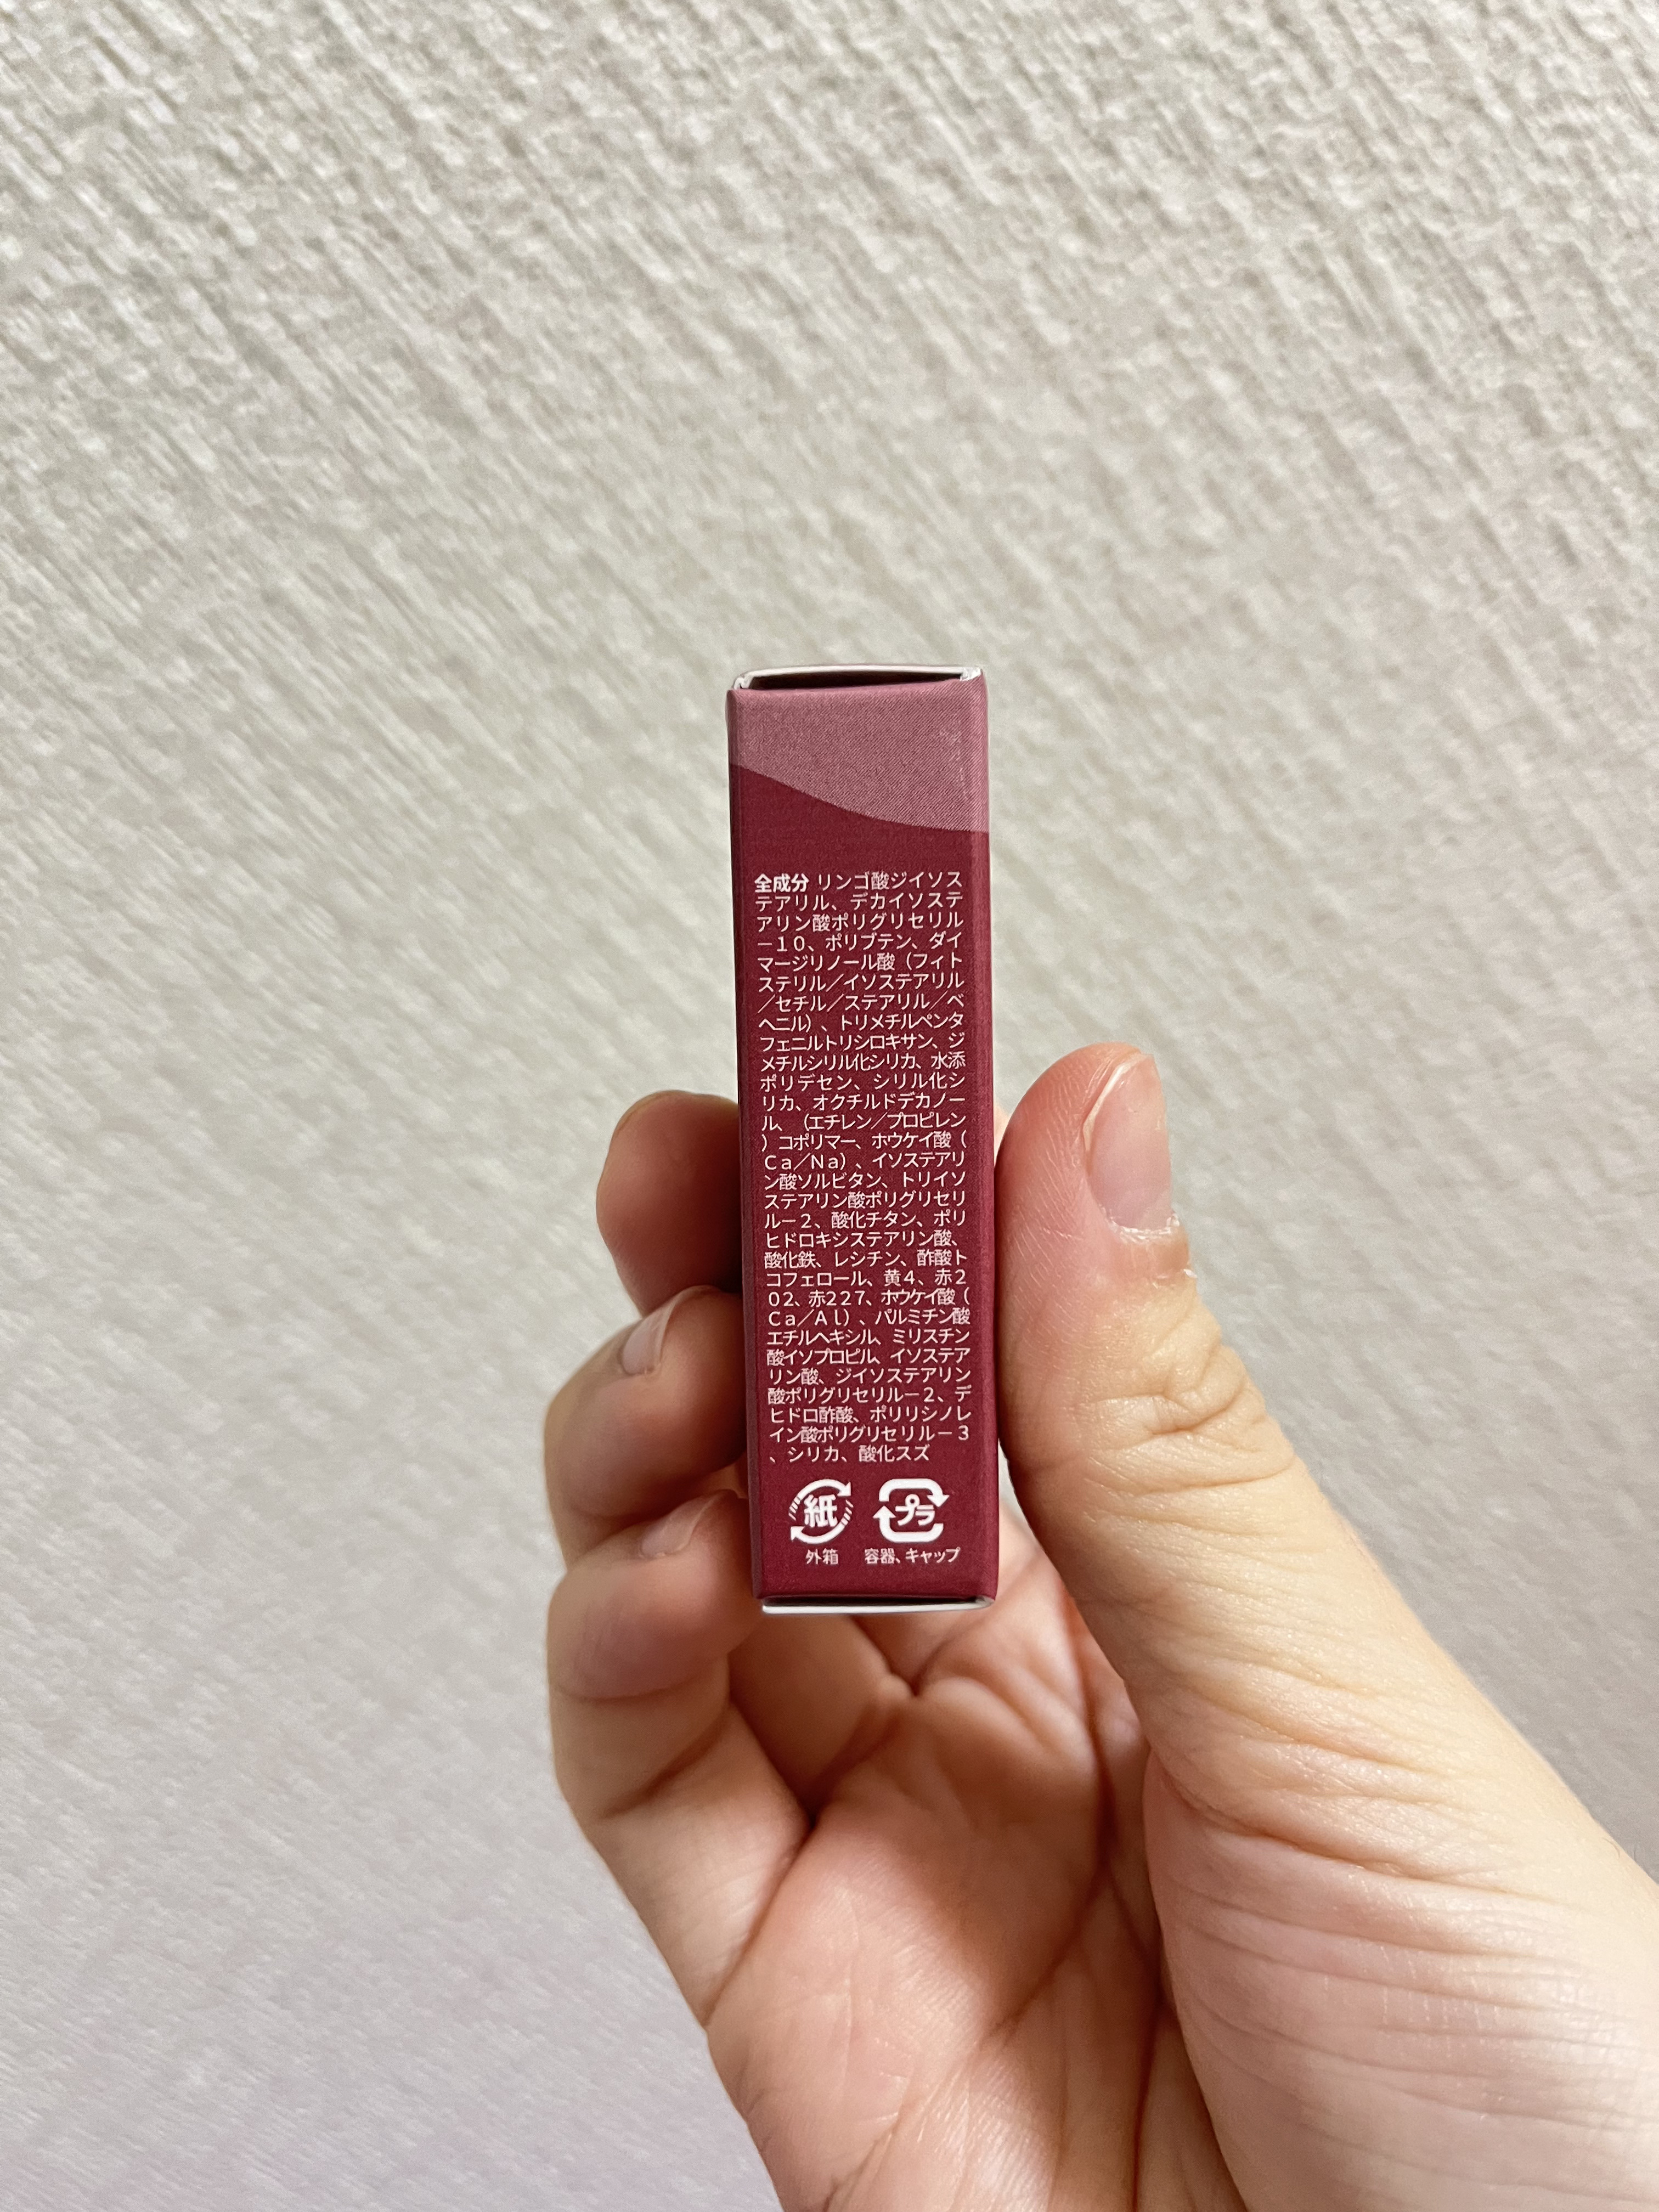 全成分 リンゴ酸ジイソス
テアリル、デカイソステ
アリン酸ポリグリセリル
－１０、ポリブテン、ダイ
マージリノール酸（フィト
ステリル／イソステアリル
／セチル／ステアリル／ベ
ヘニル）、トリメチルペンタ
フェニルトリシロキサン、ジ
メチルシリル化シリカ、水添
ポリデセン、シリル化シ
リカ、オクチルドデカノー
ル、（エチレン／プロピレン
）コポリマー、ホウケイ酸（
Ｃａ／Ｎａ）、イソステアリ
ン酸ソルビタン、トリイソ
ステアリン酸ポリグリセリ
ル－２、酸化チタン、ポリ
ヒドロキシステアリン酸、
酸化鉄、レシチン、酢酸ト
コフェロール、黄４、赤２
０２、赤２２７、ホウケイ酸（
Ｃａ／Ａｌ）、パルミチン酸
エチルヘキシル、ミリスチン
酸イソプロピル、イソステア
リン酸、ジイソステアリン
酸ポリグリセリル－２、デ
ヒドロ酢酸、ポリリシノレ
イン酸ポリグリセリル－３
、シリカ、酸化スズ
紙 プラ
外箱 容器、キャップ